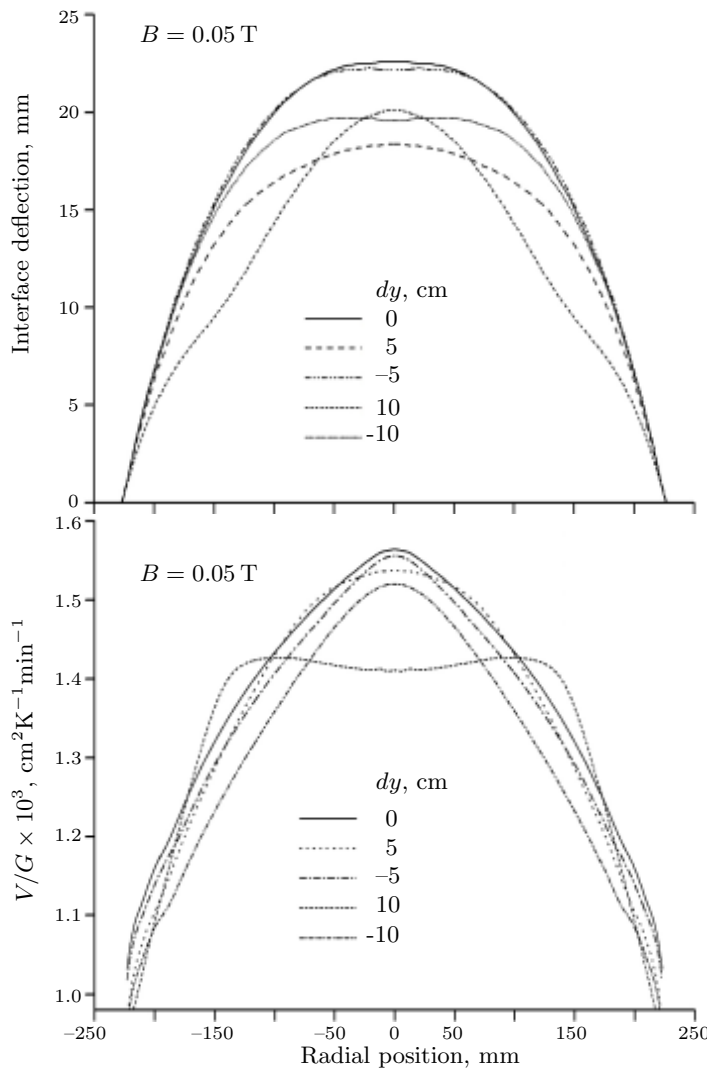 25
B = 0.05 T
20
15
10
5
0
Interface deflection, mm
dy, cm
0
5
–5
10
-10
1.6
B = 0.05 T
1.5
1.4
1.3
1.2
1.1
1.0
V/G × 10³, cm²K⁻¹min⁻¹
dy, cm
0
5
–5
10
-10
–250 -150 –50 0 50 150 250
Radial position, mm